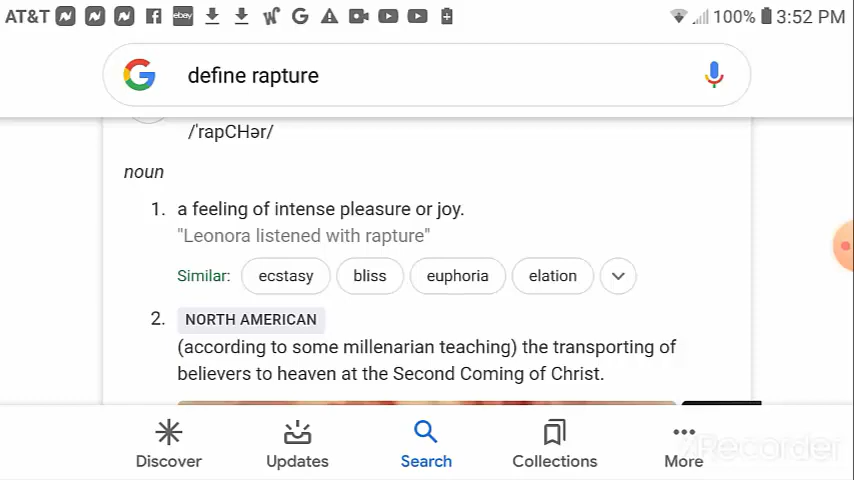 AT&T 100% 3:52 PM
define rapture
/ˈrapCHər/
noun
1. a feeling of intense pleasure or joy.
"Leonora listened with rapture"
Similar: ecstasy bliss euphoria elation
2. NORTH AMERICAN
(according to some millenarian teaching) the transporting of
believers to heaven at the Second Coming of Christ.
Discover Updates Search Collections More
Recorder